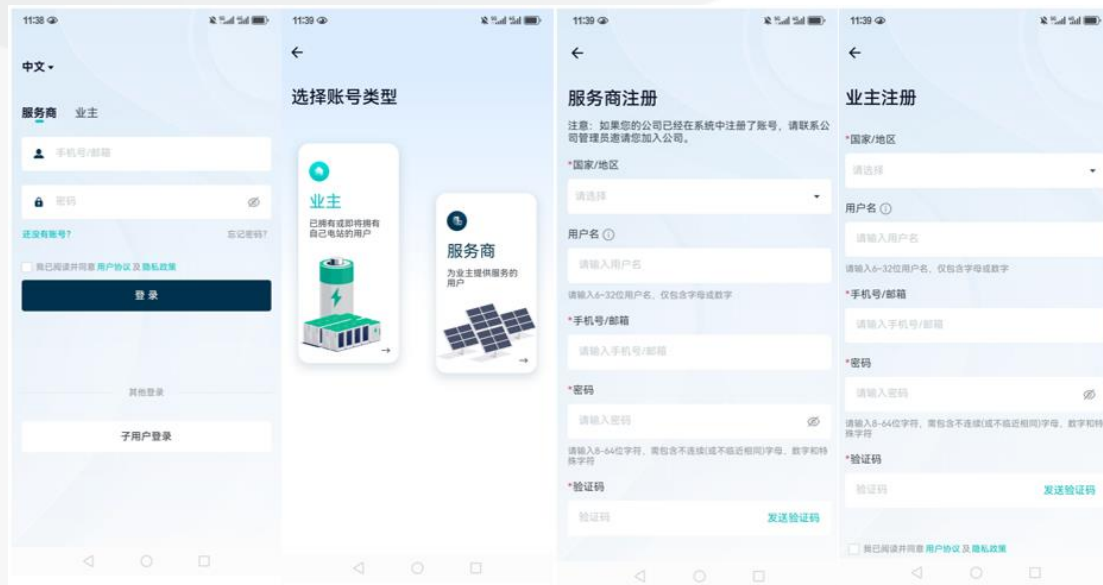 11:38
中文
服务商 业主
手机号/邮箱
密码
还没有账号? 忘记密码?
我已阅读并同意 用户协议 及 隐私政策
登录
其他登录
子用户登录
11:39
选择账号类型
业主
已拥有或即将拥有
自己电站的用户
服务商
为业主提供服务的
用户
11:39
服务商注册
注意：如果您的公司已经在系统中注册了账号，请联系公
司管理员邀请您加入公司。
*国家/地区
请选择
用户名
请输入用户名
请输入6~32位用户名，仅包含字母或数字
*手机号/邮箱
请输入手机号/邮箱
*密码
请输入密码
请输入8~64位字符，需包含不连续(或不临近相同)字母、数字和特
殊字符
*验证码
验证码 发送验证码
11:39
业主注册
*国家/地区
请选择
用户名
请输入用户名
请输入6~32位用户名，仅包含字母或数字
*手机号/邮箱
请输入手机号/邮箱
*密码
请输入密码
请输入8~64位字符，需包含不连续(或不临近相同)字母、数字和特
殊字符
*验证码
验证码 发送验证码
我已阅读并同意 用户协议 及 隐私政策